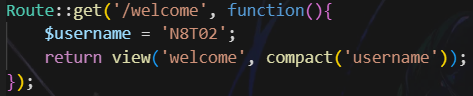 Route::get('/welcome', function(){
    $username = 'N8T02';
    return view('welcome', compact('username'));
});